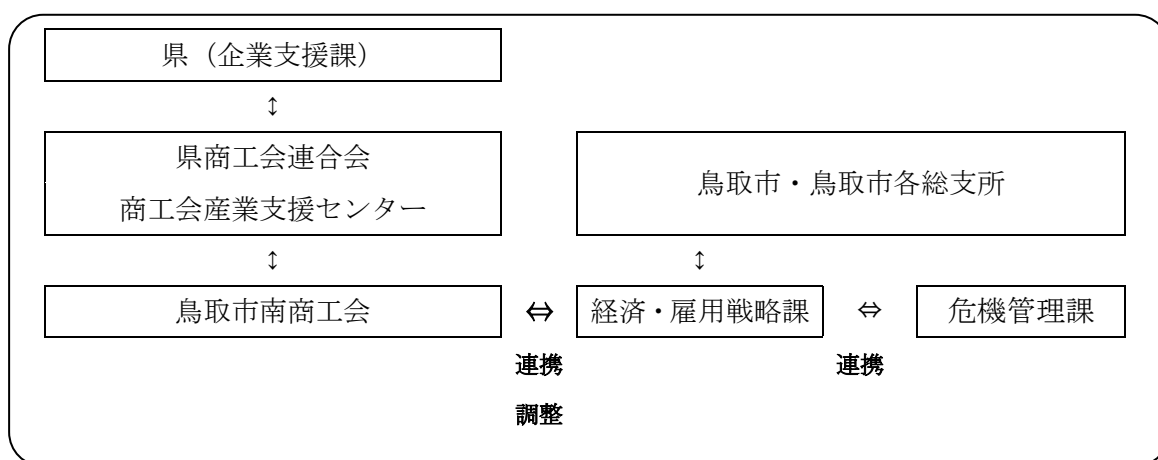 県（企業支援課）
↕
県商工会連合会
商工会産業支援センター
鳥取市・鳥取市各総支所
↕
↕
鳥取市南商工会
⇔
経済・雇用戦略課
⇔
危機管理課
連携
連携
調整